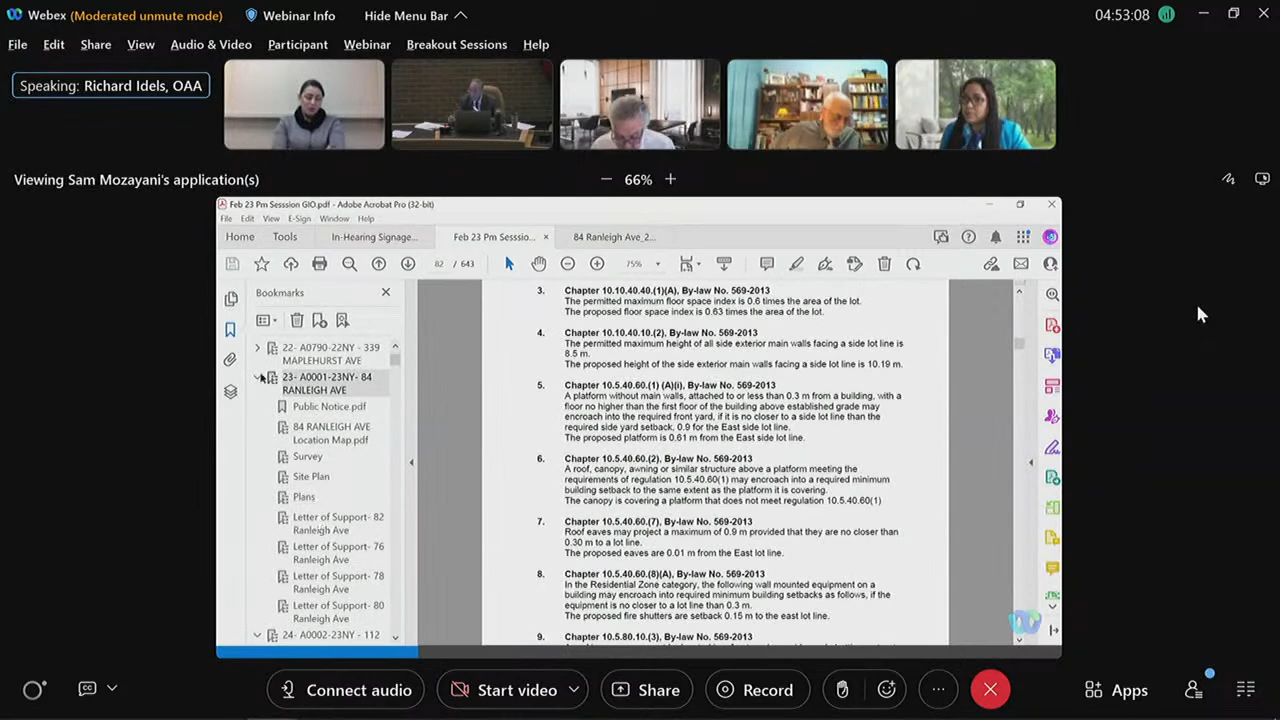 Webex (Moderated unmute mode) Webinar Info Hide Menu Bar 04:53:08
File Edit Share View Audio & Video Participant Webinar Breakout Sessions Help
Speaking: Richard Idels, OAA
Viewing Sam Mozayani's application(s) 66%
Feb 23 Pm Sesssion GIO.pdf - Adobe Acrobat Pro (32-bit)
File Edit View E-Sign Window Help
Home Tools In-Hearing Signage... Feb 23 Pm Sesssio... 84 Ranleigh Ave_2...
82 / 643 75%
Bookmarks
22- A0790-22NY - 339
MAPLEHURST AVE
23- A0001-23NY- 84
RANLEIGH AVE
Public Notice.pdf
84 RANLEIGH AVE
Location Map.pdf
Survey
Site Plan
Plans
Letter of Support- 82
Ranleigh Ave
Letter of Support- 76
Ranleigh Ave
Letter of Support- 78
Ranleigh Ave
Letter of Support- 80
Ranleigh Ave
24- A0002-23NY - 112
3. Chapter 10.10.40.40.(1)(A), By-law No. 569-2013
The permitted maximum floor space index is 0.6 times the area of the lot.
The proposed floor space index is 0.63 times the area of the lot.
4. Chapter 10.10.40.10.(2), By-law No. 569-2013
The permitted maximum height of all side exterior main walls facing a side lot line is
8.5 m.
The proposed height of the side exterior main walls facing a side lot line is 10.19 m.
5. Chapter 10.5.40.60.(1) (A)(i), By-law No. 569-2013
A platform without main walls, attached to or less than 0.3 m from a building, with a
floor no higher than the first floor of the building above established grade may
encroach into the required front yard, if it is no closer to a side lot line than the
required side yard setback, 0.9 for the East side lot line.
The proposed platform is 0.61 m from the East side lot line.
6. Chapter 10.5.40.60.(2), By-law No. 569-2013
A roof, canopy, awning or similar structure above a platform meeting the
requirements of regulation 10.5.40.60(1) may encroach into a required minimum
building setback to the same extent as the platform it is covering.
The canopy is covering a platform that does not meet regulation 10.5.40.60(1)
7. Chapter 10.5.40.60.(7), By-law No. 569-2013
Roof eaves may project a maximum of 0.9 m provided that they are no closer than
0.30 m to a lot line.
The proposed eaves are 0.01 m from the East lot line.
8. Chapter 10.5.40.60.(8)(A), By-law No. 569-2013
In the Residential Zone category, the following wall mounted equipment on a
building may encroach into required minimum building setbacks as follows, if the
equipment is no closer to a lot line than 0.3 m.
The proposed fire shutters are setback 0.15 m to the east lot line.
9. Chapter 10.5.80.10.(3), By-law No. 569-2013
Connect audio Start video Share Record Apps